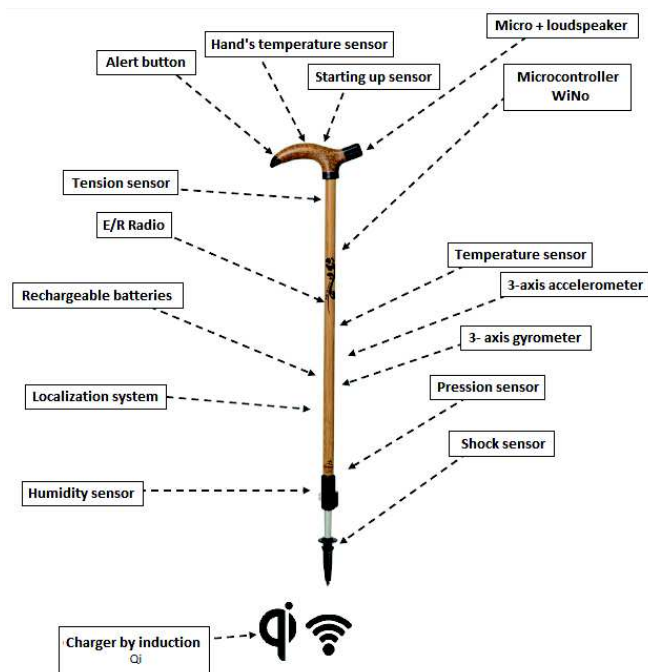 Micro + loudspeaker
Hand's temperature sensor
Alert button
Starting up sensor
Microcontroller
WiNo
Tension sensor
E/R Radio
Temperature sensor
3-axis accelerometer
Rechargeable batteries
3- axis gyrometer
Localization system
Pression sensor
Shock sensor
Humidity sensor
Charger by induction
Qi
qi